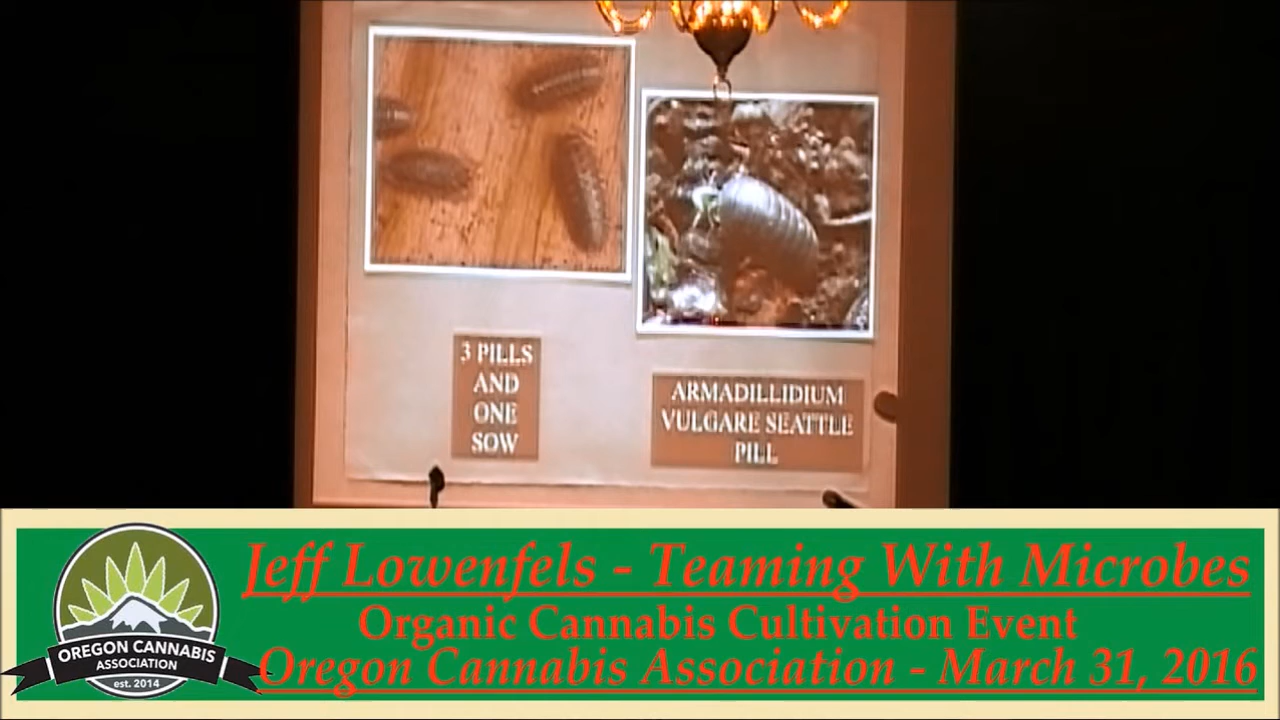 3 PILLS
AND
ONE
SOW
ARMADILLIDIUM
VULGARE SEATTLE
PILL
Jeff Lowenfels - Teaming With Microbes
Organic Cannabis Cultivation Event
Oregon Cannabis Association - March 31, 2016
OREGON CANNABIS
ASSOCIATION
est. 2014